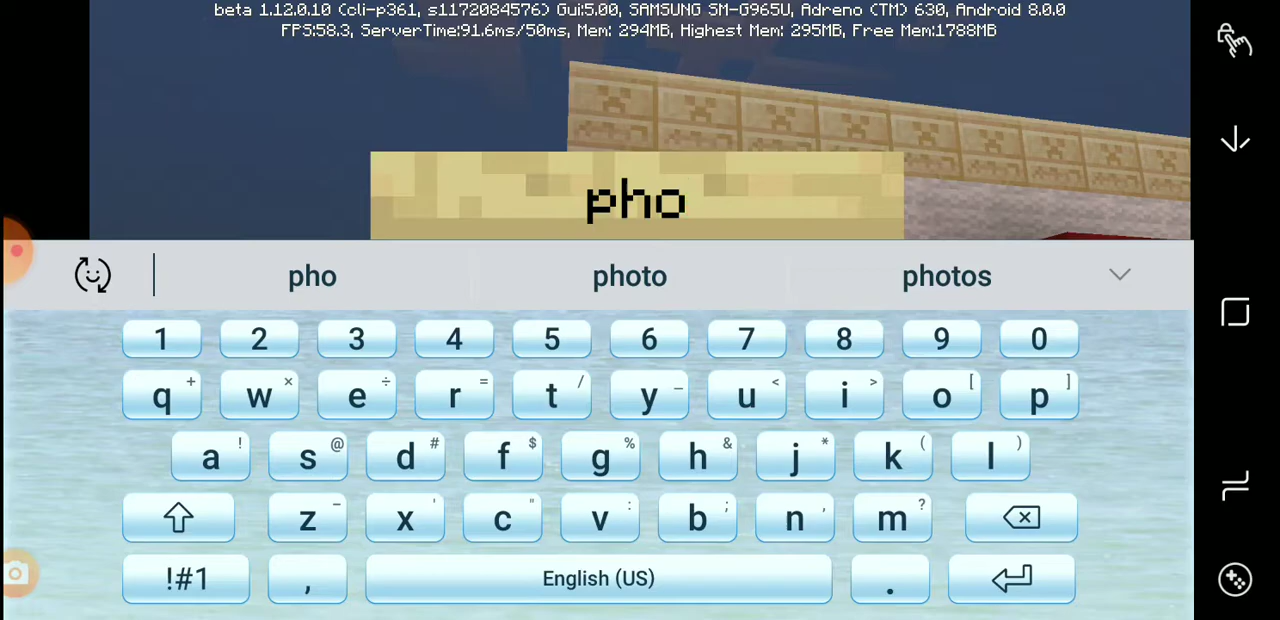 beta 1.12.0.10 (cli-p361, s1172084576) Gui:5.00, SAMSUNG SM-G965U, Adreno (TM) 630, Android 8.0.0
FPS:58.3, ServerTime:91.6ms/50ms, Mem: 294MB, Highest Mem: 295MB, Free Mem:1788MB
pho
pho photo photos
1 2 3 4 5 6 7 8 9 0
q + w × e ÷ r = t / y _ u < i > o [ p ]
a ! s @ d # f $ g % h & j * k ( l )
z - x ' c " v : b ; n , m ?
!#1 , English (US) .